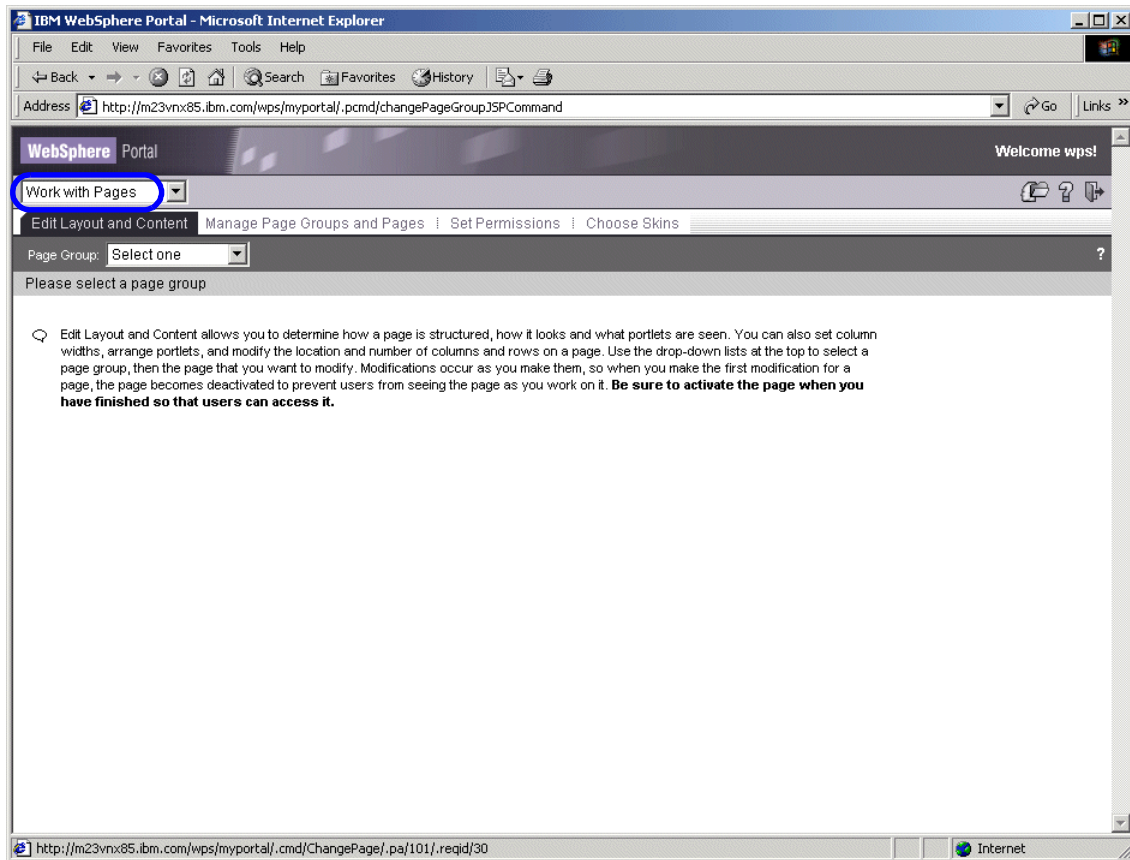 IBM WebSphere Portal - Microsoft Internet Explorer
File Edit View Favorites Tools Help
Back Search Favorites History
Address http://m23vnx85.ibm.com/wps/myportal/.pcmd/changePageGroupJSPCommand Go Links »
WebSphere Portal Welcome wps!
Work with Pages ?
Edit Layout and Content Manage Page Groups and Pages Set Permissions Choose Skins
Page Group: Select one ?
Please select a page group
Edit Layout and Content allows you to determine how a page is structured, how it looks and what portlets are seen. You can also set column
widths, arrange portlets, and modify the location and number of columns and rows on a page. Use the drop-down lists at the top to select a
page group, then the page that you want to modify. Modifications occur as you make them, so when you make the first modification for a
page, the page becomes deactivated to prevent users from seeing the page as you work on it. Be sure to activate the page when you
have finished so that users can access it.
http://m23vnx85.ibm.com/wps/myportal/.cmd/ChangePage/.pa/101/.reqid/30 Internet